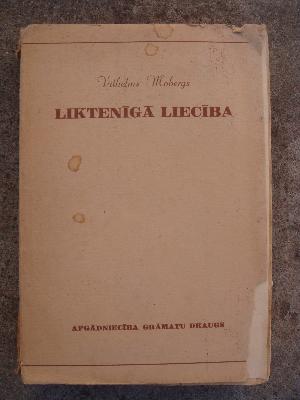 Vilhelms Mobergs
LIKTENĪGĀ LIECĪBA
APGĀDNIECĪBA GRĀMATU DRAUGS